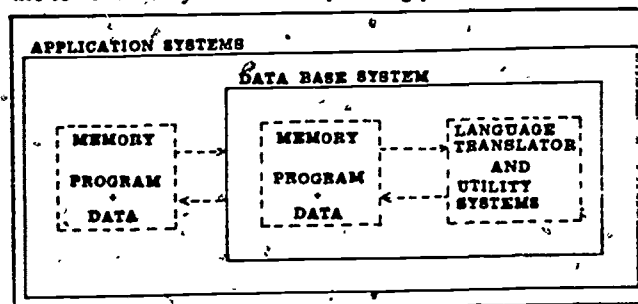 APPLICATION SYSTEMS
DATA BASE SYSTEM
MEMORY
PROGRAM
+
DATA
MEMORY
PROGRAM
+
DATA
LANGUAGE
TRANSLATOR
AND
UTILITY
SYSTEMS